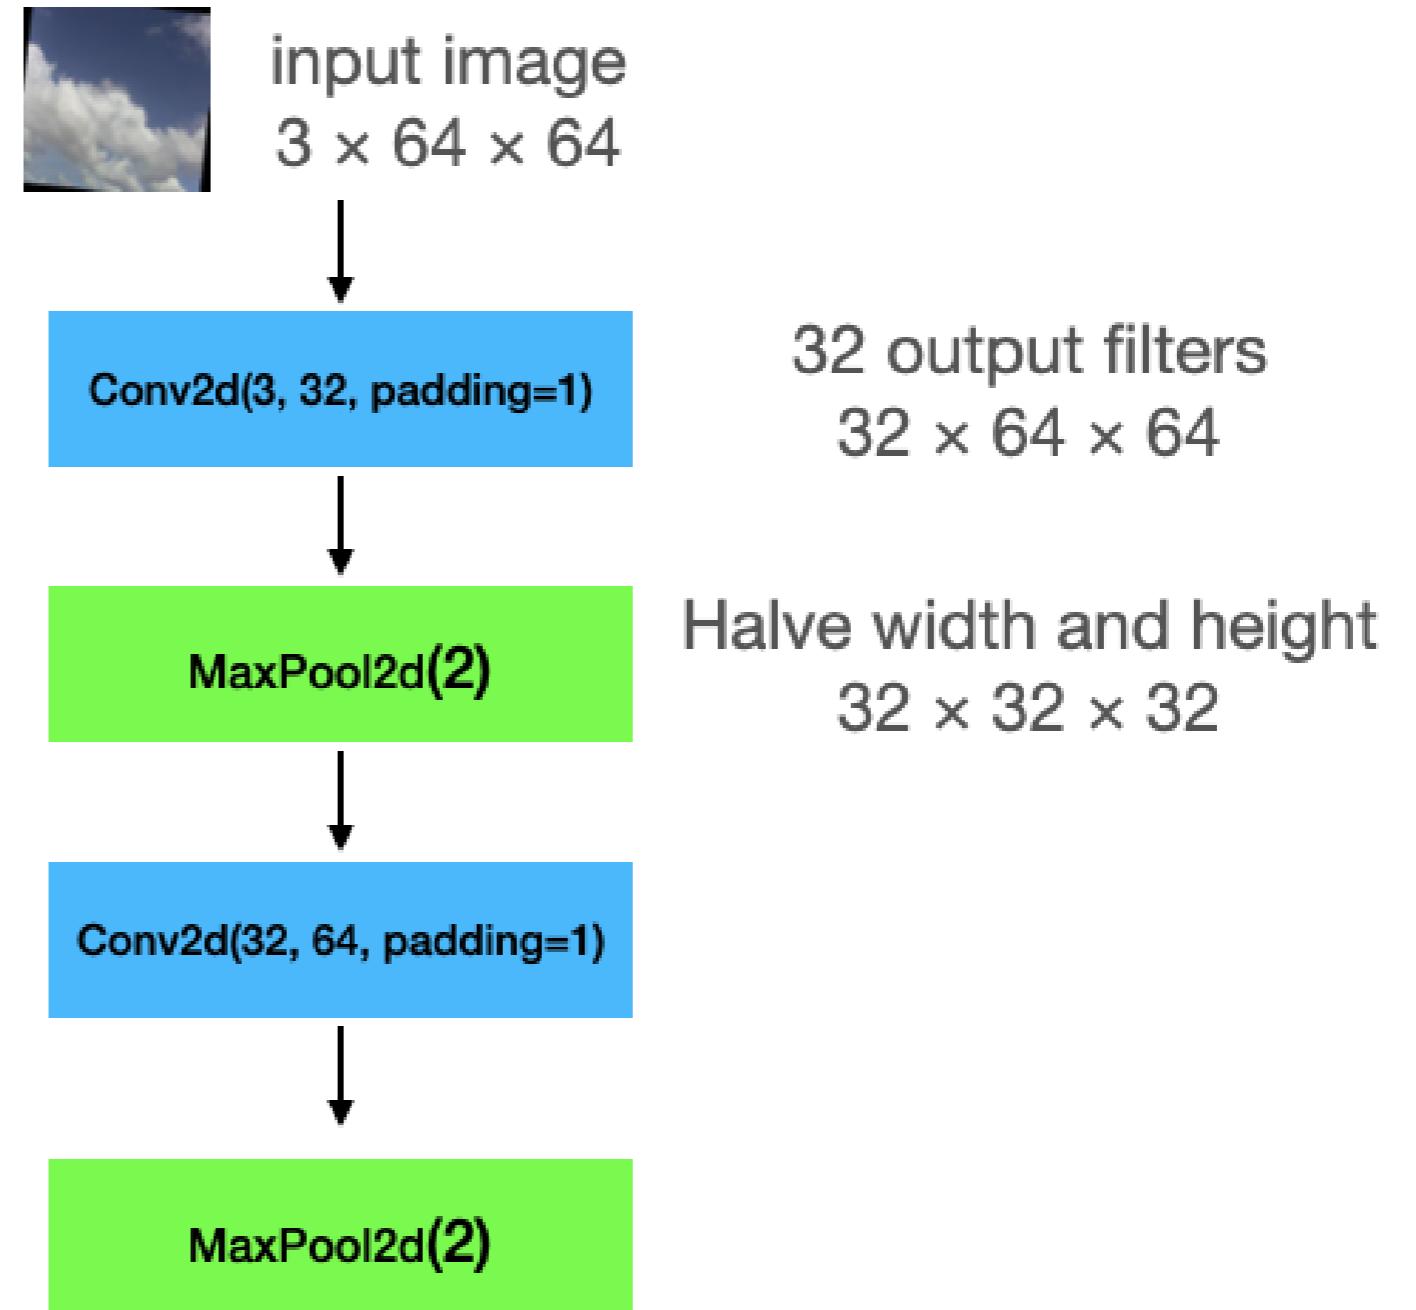 input image
3 × 64 × 64
Conv2d(3, 32, padding=1)
32 output filters
32 × 64 × 64
MaxPool2d(2)
Halve width and height
32 × 32 × 32
Conv2d(32, 64, padding=1)
MaxPool2d(2)